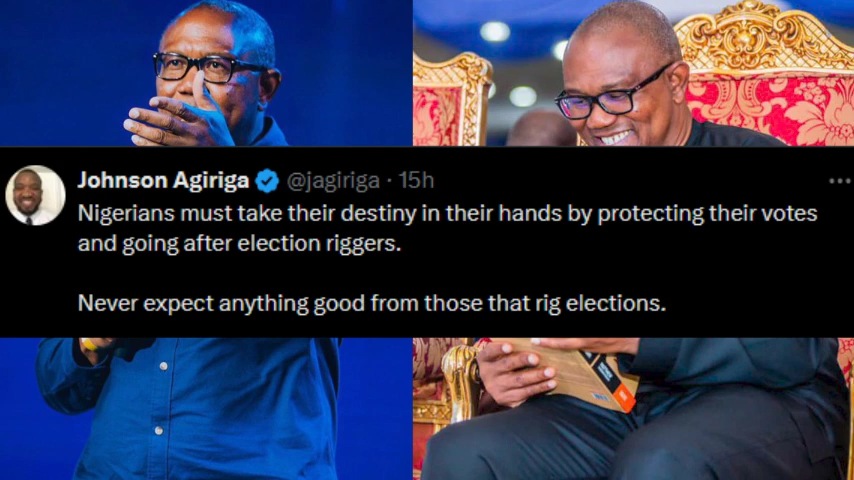 Johnson Agiriga @jagiriga · 15h
Nigerians must take their destiny in their hands by protecting their votes
and going after election riggers.
Never expect anything good from those that rig elections.